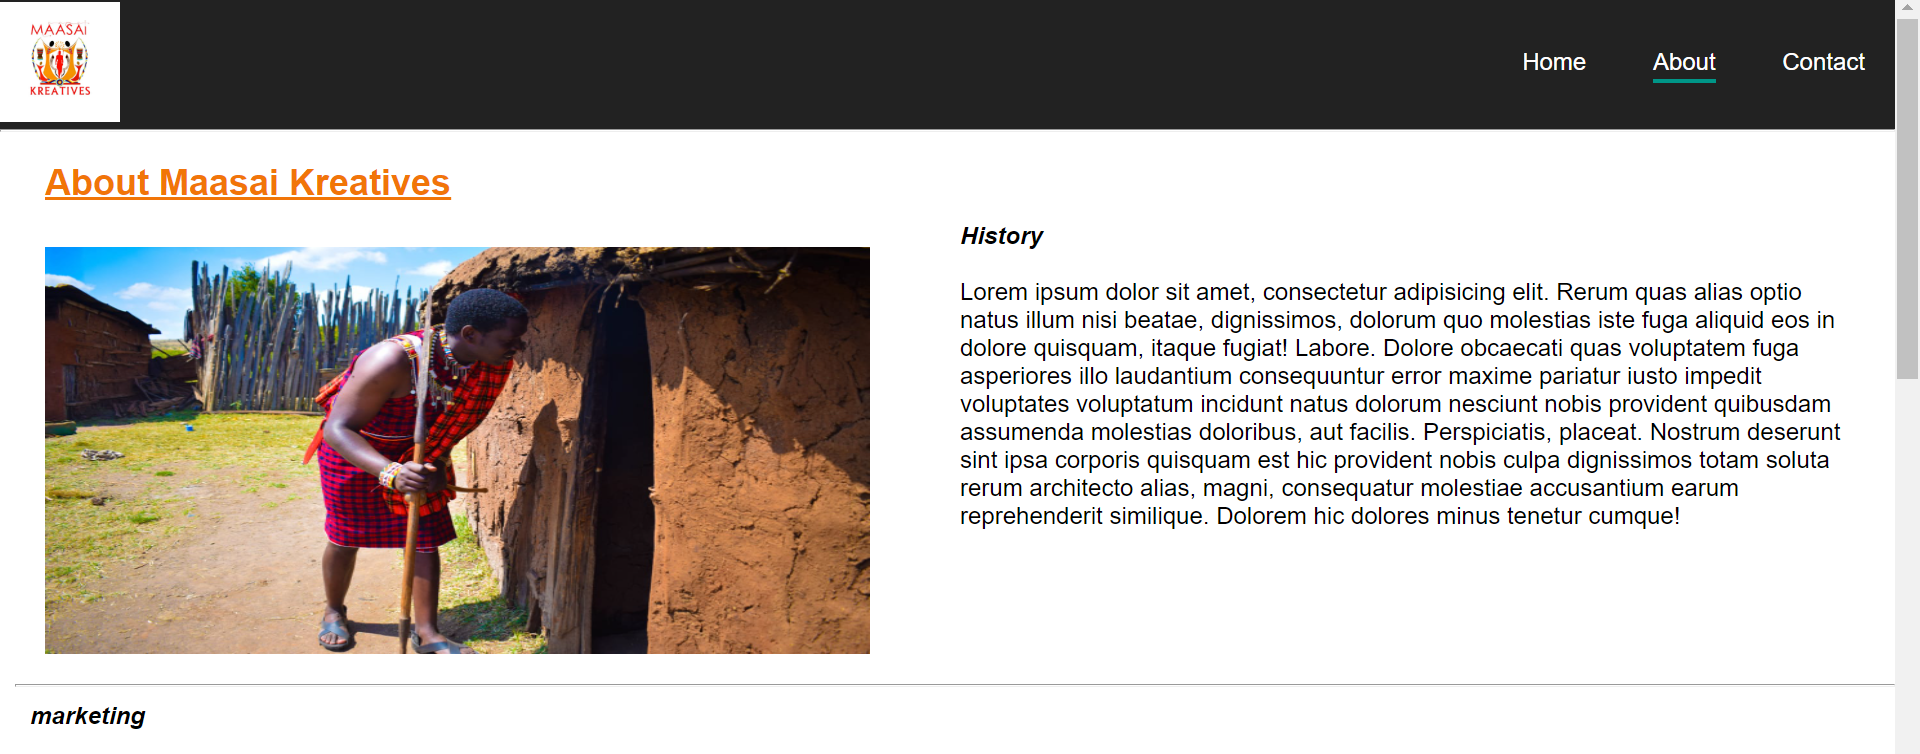 MAASAI
KREATIVES
Home
About
Contact
About Maasai Kreatives
History
Lorem ipsum dolor sit amet, consectetur adipisicing elit. Rerum quas alias optio
natus illum nisi beatae, dignissimos, dolorum quo molestias iste fuga aliquid eos in
dolore quisquam, itaque fugiat! Labore. Dolore obcaecati quas voluptatem fuga
asperiores illo laudantium consequuntur error maxime pariatur iusto impedit
voluptates voluptatum incidunt natus dolorum nesciunt nobis provident quibusdam
assumenda molestias doloribus, aut facilis. Perspiciatis, placeat. Nostrum deserunt
sint ipsa corporis quisquam est hic provident nobis culpa dignissimos totam soluta
rerum architecto alias, magni, consequatur molestiae accusantium earum
reprehenderit similique. Dolorem hic dolores minus tenetur cumque!
marketing